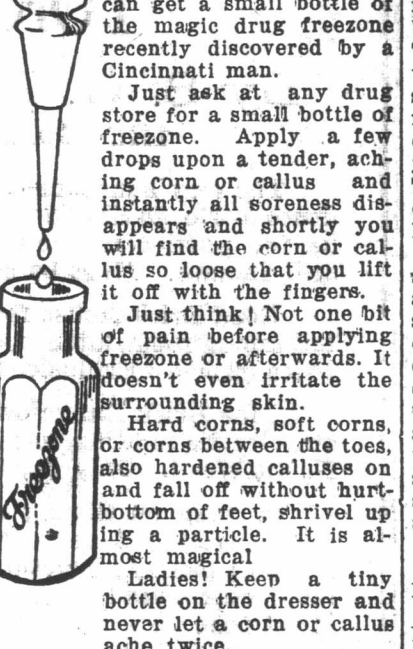 can get a small bottle of
the magic drug freezone
recently discovered by a
Cincinnati man.
Just ask at any drug
store for a small bottle of
freezone. Apply a few
drops upon a tender, ach-
ing corn or callus and
instantly all soreness dis-
appears and shortly you
will find the corn or cal-
lus so loose that you lift
it off with the fingers.
Just think! Not one bit
of pain before applying
freezone or afterwards. It
doesn't even irritate the
surrounding skin.
Hard corns, soft corns,
or corns between the toes,
also hardened calluses on
and fall off without hurt-
bottom of feet, shrivel up
ing a particle. It is al-
most magical
Ladies! Keep a tiny
bottle on the dresser and
never let a corn or callus
ache twice.
Freezone